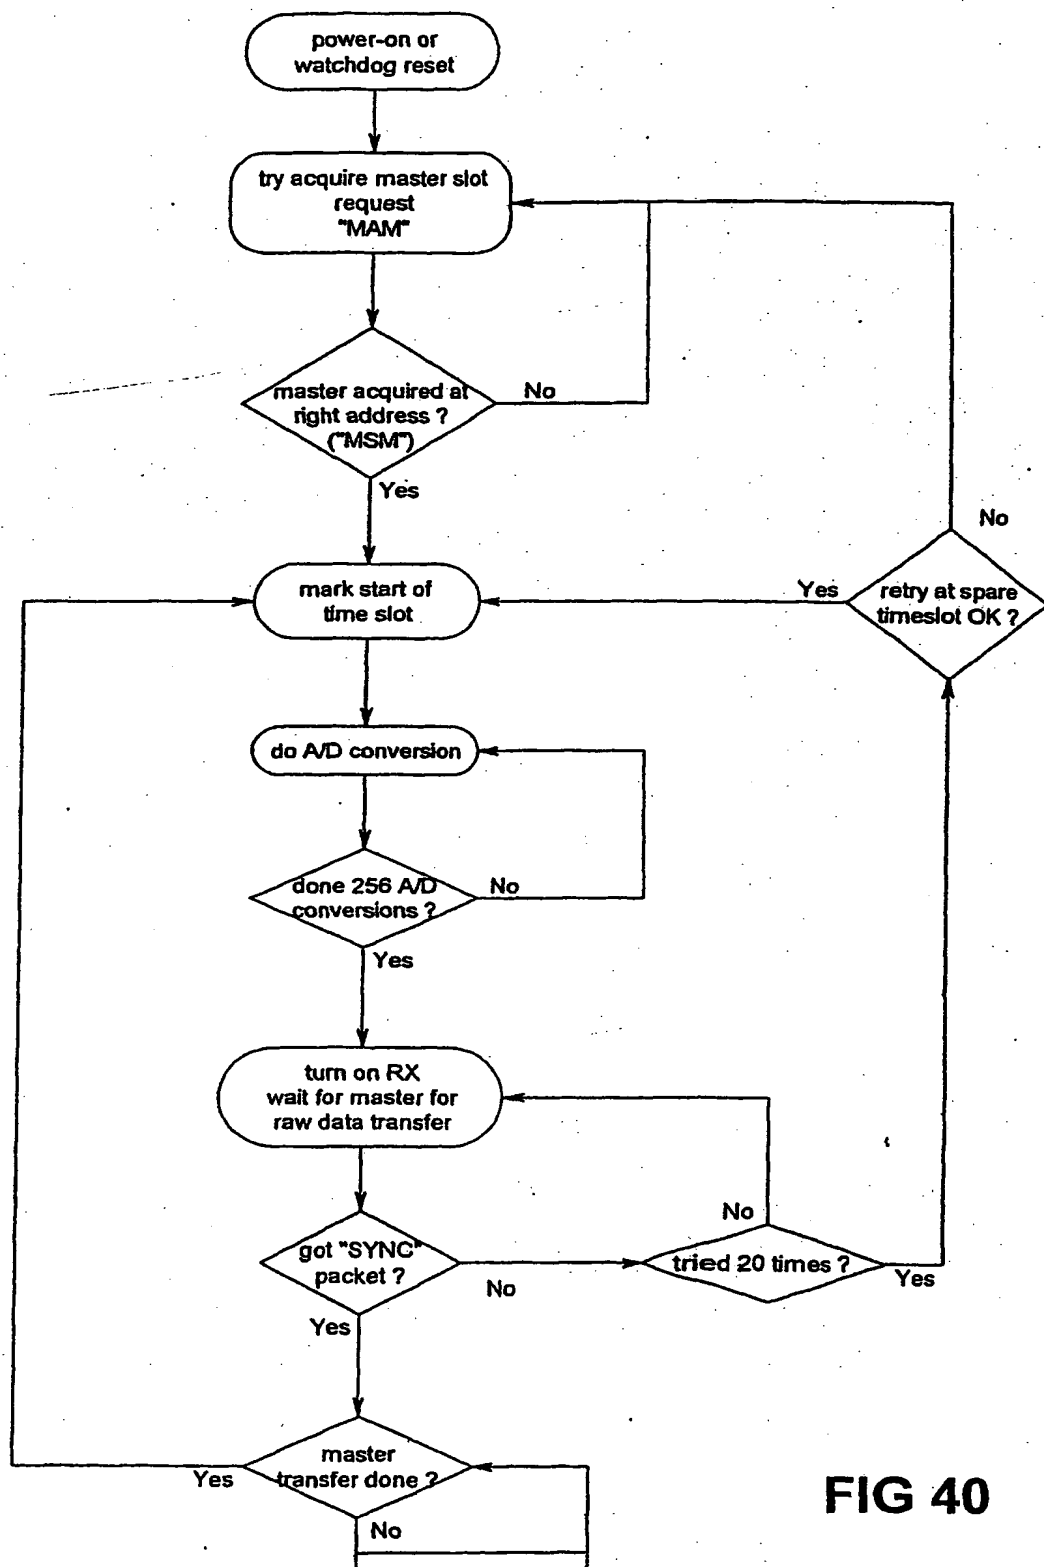 power-on or
watchdog reset
try acquire master slot
request
"MAM"
master acquired at
right address ?
("MSM")
No
Yes
No
mark start of
time slot
Yes
retry at spare
timeslot OK ?
do A/D conversion
done 256 A/D
conversions ?
No
Yes
turn on RX
wait for master for
raw data transfer
No
got "SYNC"
packet ?
No
tried 20 times ?
Yes
Yes
master
transfer done ?
Yes
No
FIG 40